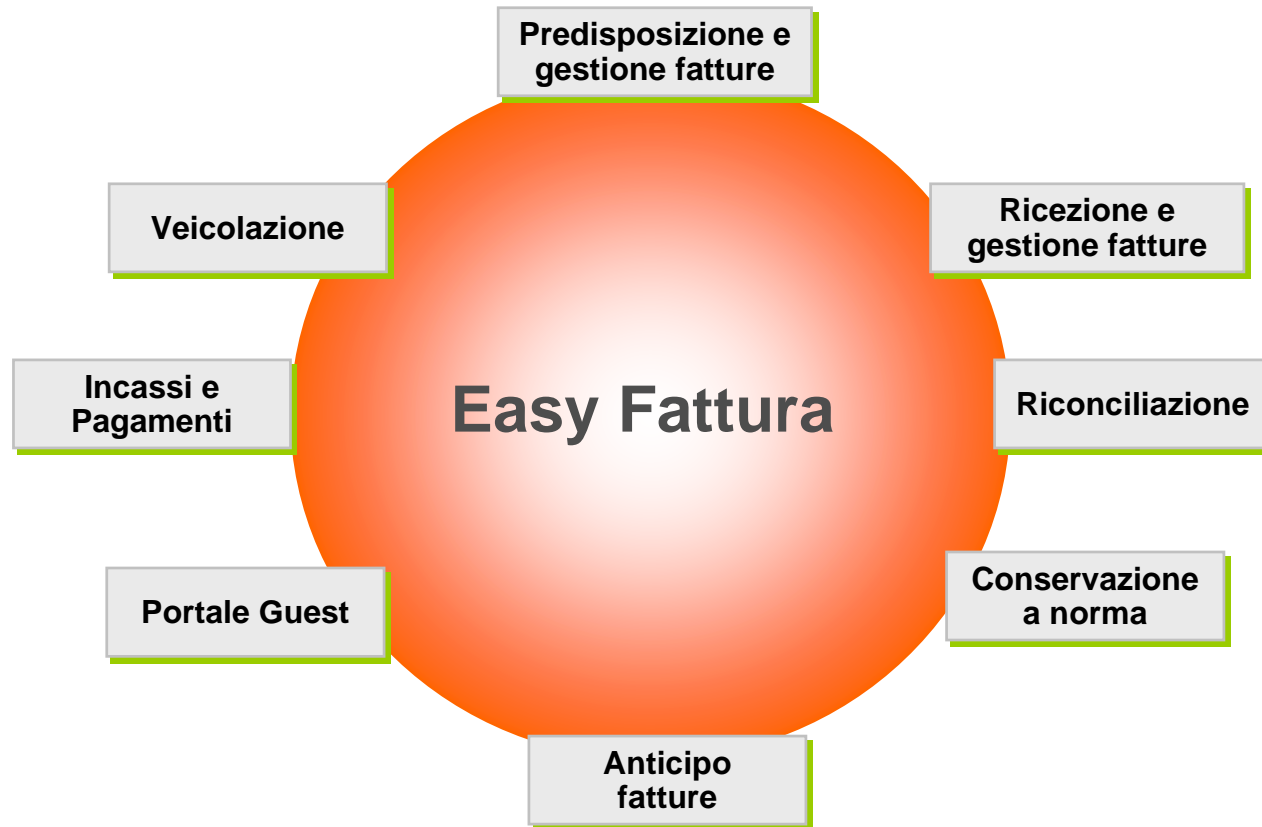 Predisposizione e
gestione fatture
Veicolazione
Ricezione e
gestione fatture
Incassi e
Pagamenti
Easy Fattura
Riconciliazione
Portale Guest
Conservazione
a norma
Anticipo
fatture